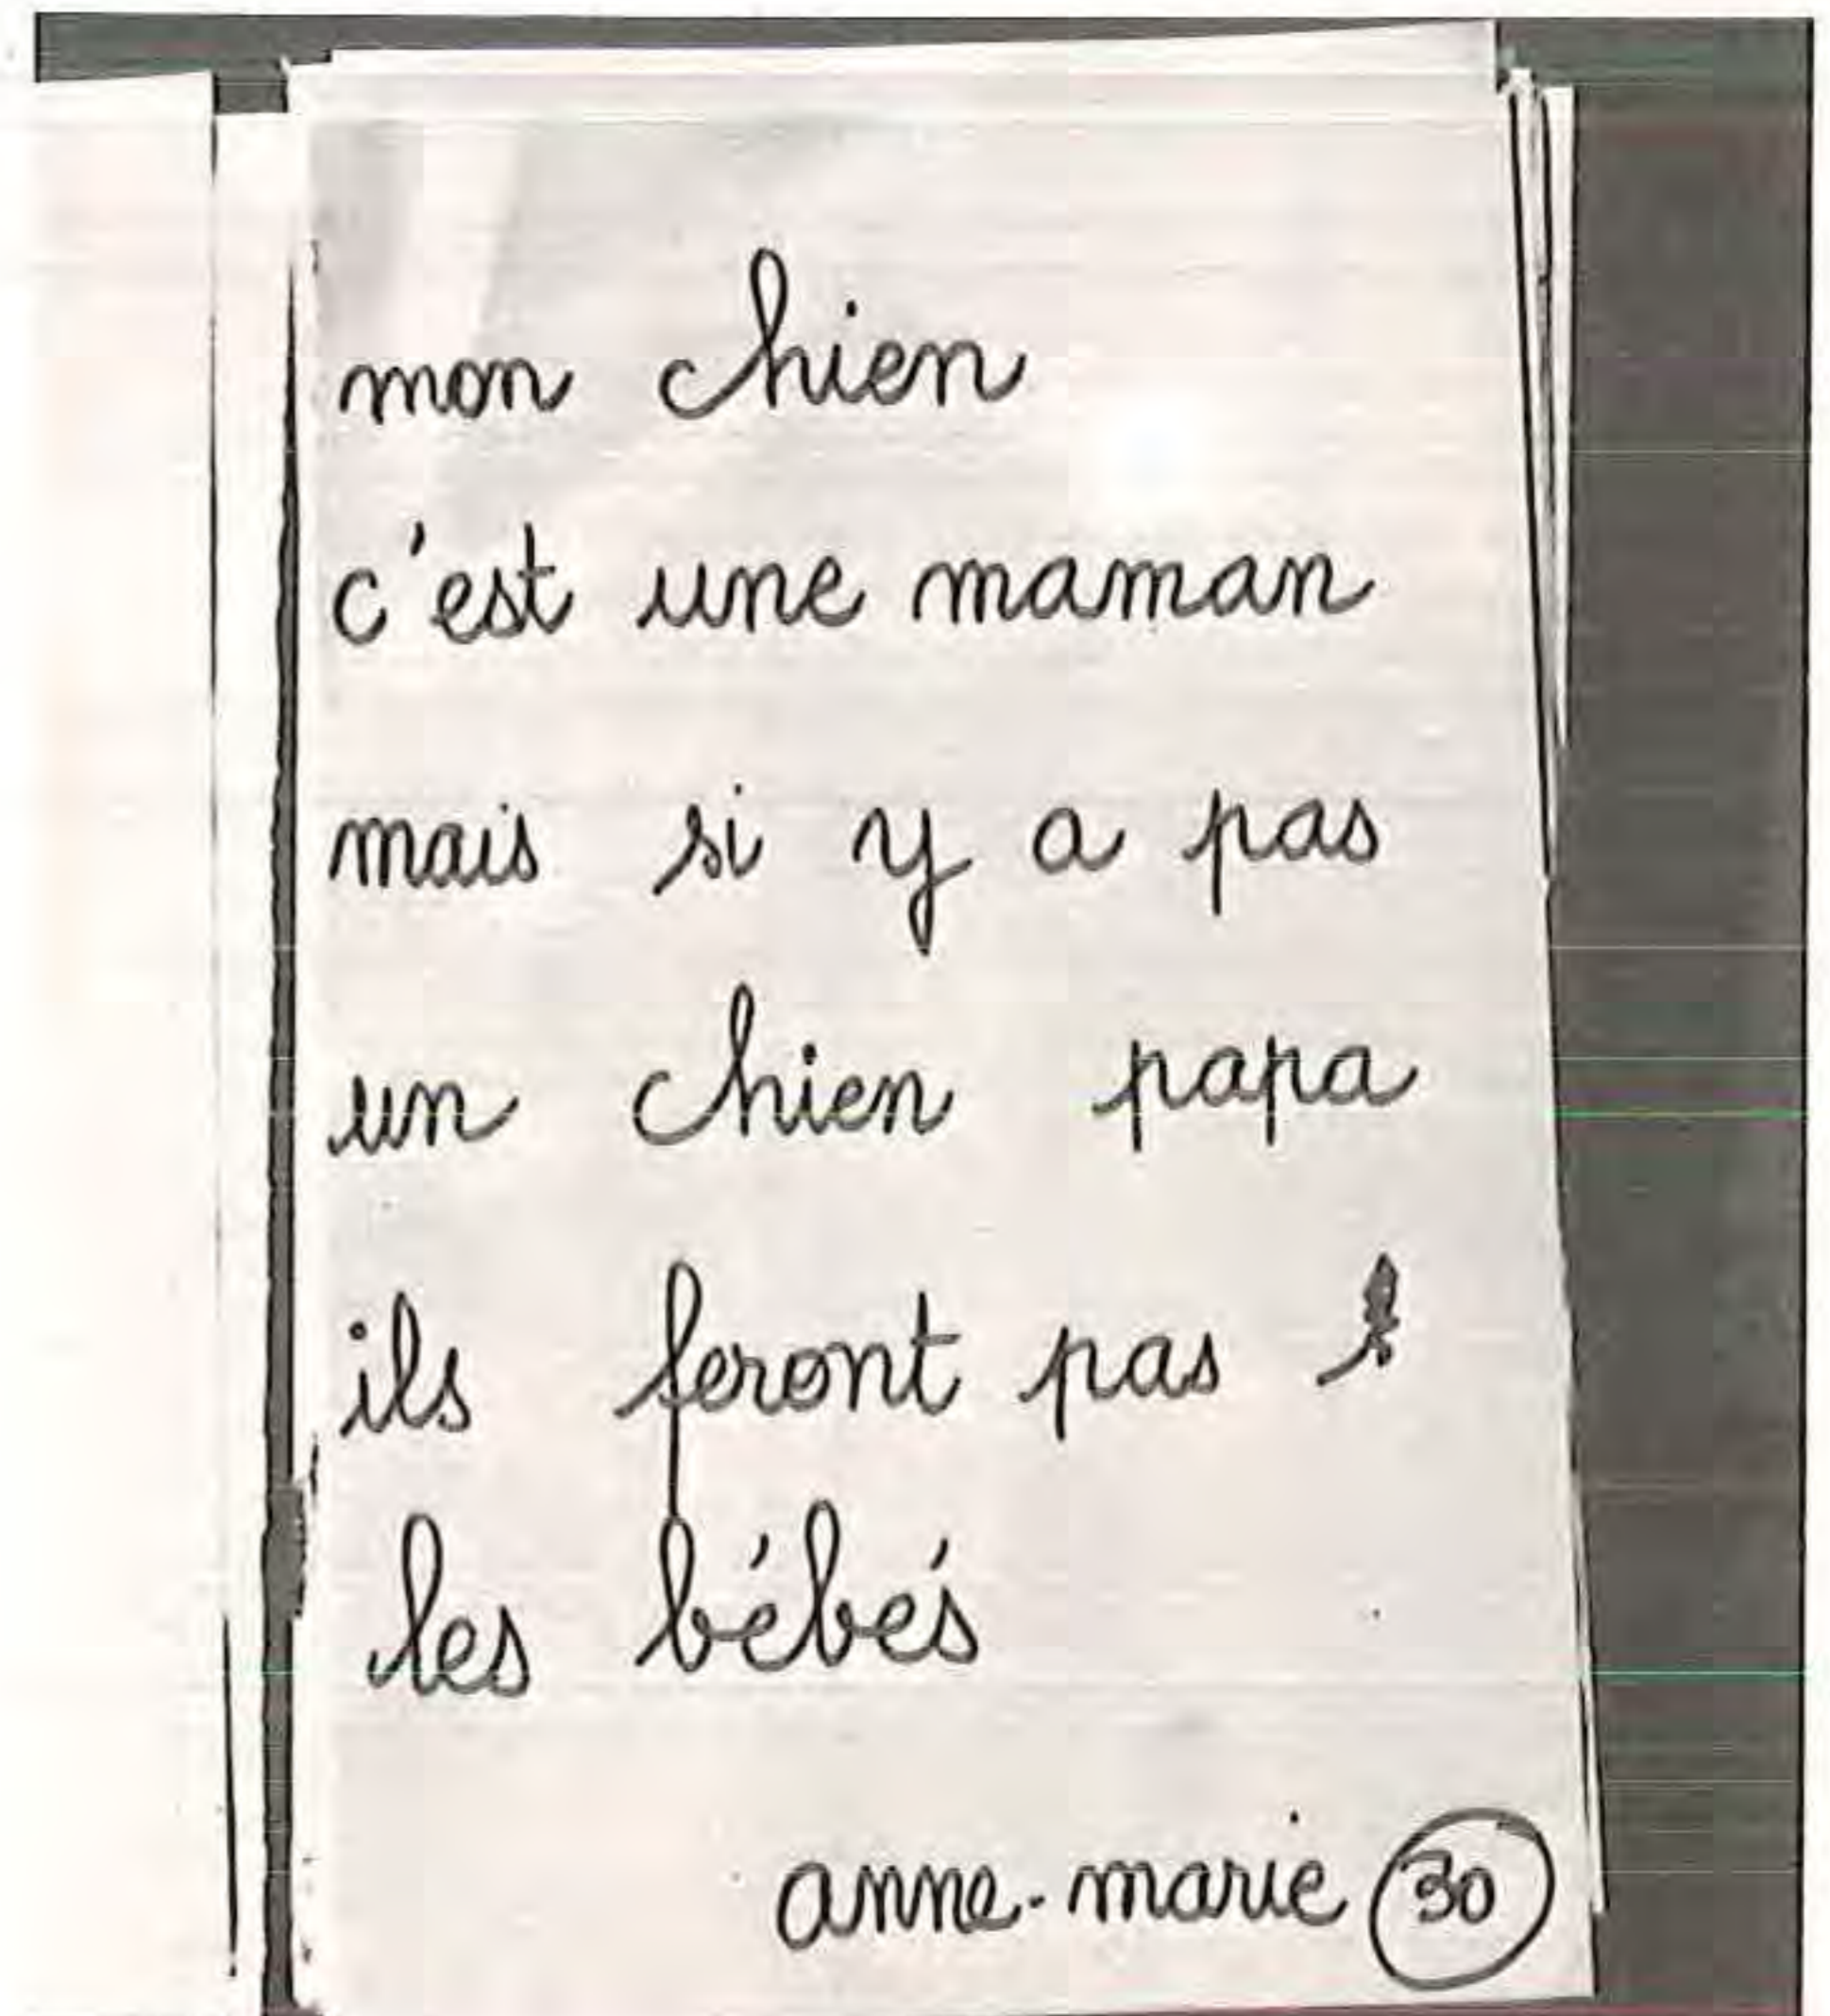 mon chien
c'est une maman
mais si y a pas
un chien papa
ils feront pas
les bébés
anne-marie 30